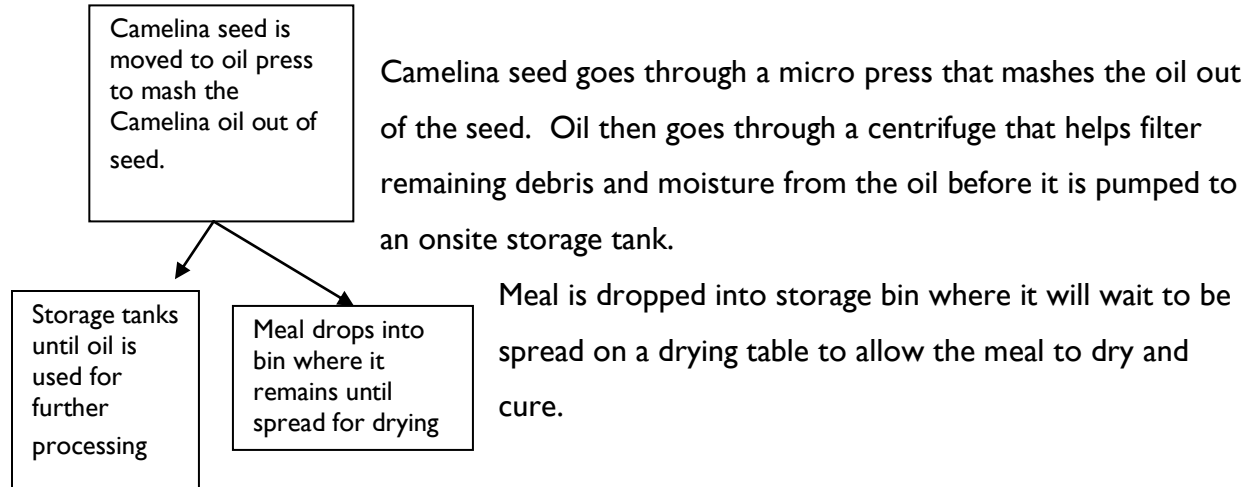 Camelina seed is
moved to oil press
to mash the
Camelina oil out of
seed.
Camelina seed goes through a micro press that mashes the oil out
of the seed.  Oil then goes through a centrifuge that helps filter
remaining debris and moisture from the oil before it is pumped to
an onsite storage tank.
Storage tanks
until oil is
used for
further
processing
Meal drops into
bin where it
remains until
spread for drying
Meal is dropped into storage bin where it will wait to be
spread on a drying table to allow the meal to dry and
cure.